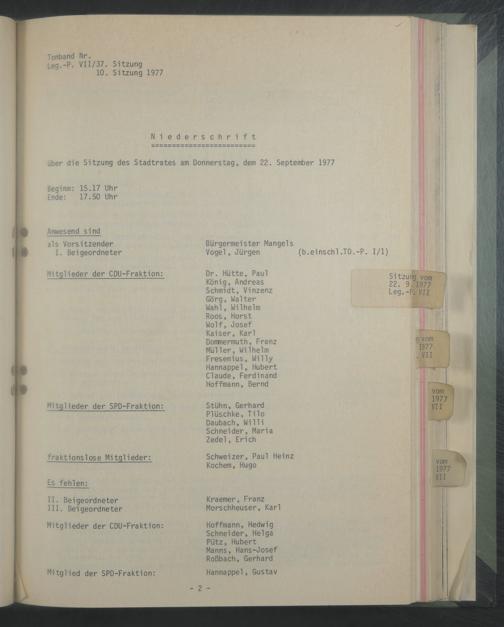 Tonband Nr.
Leg.-P. VII/37. Sitzung
10. Sitzung 1977
N i e d e r s c h r i f t
=========================
über die Sitzung des Stadtrates am Donnerstag, dem 22. September 1977
Beginn: 15.17 Uhr
Ende: 17.50 Uhr
Anwesend sind
als Vorsitzender Bürgermeister Mangels
I. Beigeordneter Vogel, Jürgen (b.einschl.TO.-P. I/1)
Mitglieder der CDU-Fraktion: Dr. Hütte, Paul
König, Andreas
Schmidt, Vinzenz
Görg, Walter
Wahl, Wilhelm
Roos, Horst
Wolf, Josef
Kaiser, Karl
Dommermuth, Franz
Müller, Wilhelm
Fresenius, Willy
Hannappel, Hubert
Claude, Ferdinand
Hoffmann, Bernd
Mitglieder der SPD-Fraktion: Stühn, Gerhard
Plüschke, Tilo
Daubach, Willi
Schneider, Maria
Zedel, Erich
fraktionslose Mitglieder: Schweizer, Paul Heinz
Kochem, Hugo
Es fehlen:
II. Beigeordneter Kraemer, Franz
III. Beigeordneter Morschheuser, Karl
Mitglieder der CDU-Fraktion: Hoffmann, Hedwig
Schneider, Helga
Pütz, Hubert
Manns, Hans-Josef
Roßbach, Gerhard
Mitglied der SPD-Fraktion: Hannappel, Gustav
- 2 -
Sitzung vom
22. 9.1977
Leg.-P. VII
vom
1977
VII
vom
1977
VII
vom
1977
VII